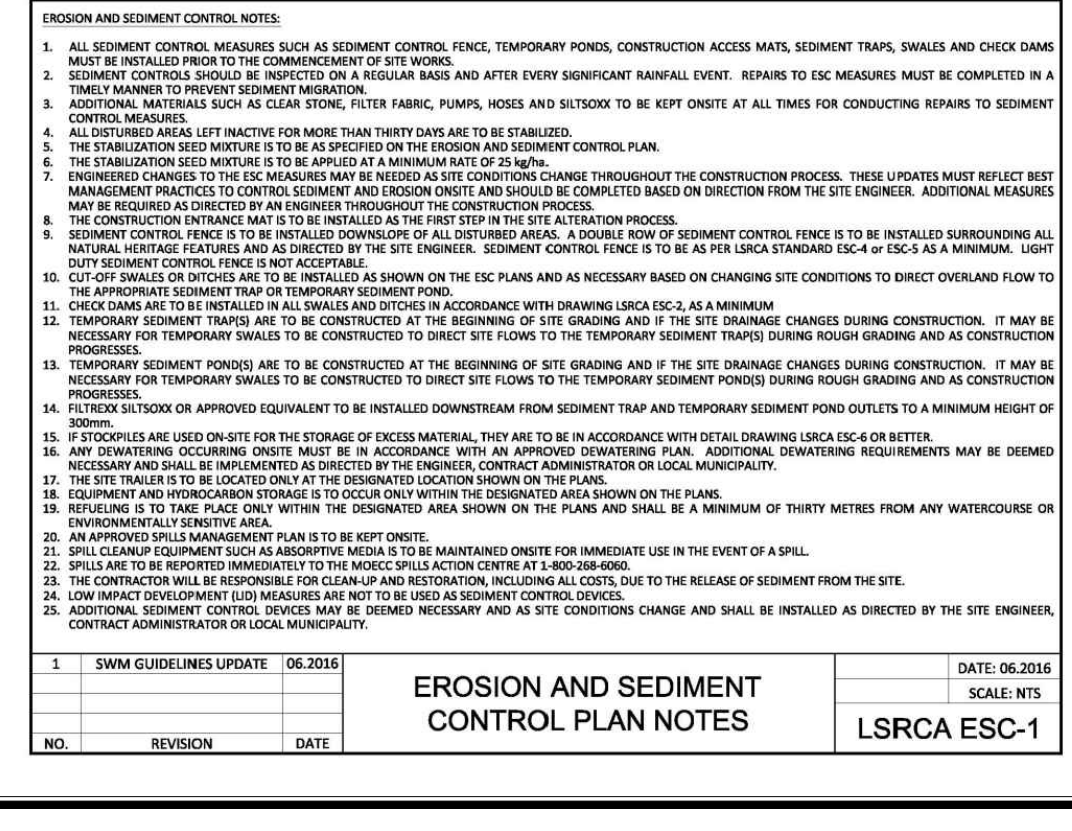 EROSION AND SEDIMENT CONTROL NOTES:
1. ALL SEDIMENT CONTROL MEASURES SUCH AS SEDIMENT CONTROL FENCE, TEMPORARY PONDS, CONSTRUCTION ACCESS MATS, SEDIMENT TRAPS, SWALES AND CHECK DAMS
MUST BE INSTALLED PRIOR TO THE COMMENCEMENT OF SITE WORKS.
2. SEDIMENT CONTROLS SHOULD BE INSPECTED ON A REGULAR BASIS AND AFTER EVERY SIGNIFICANT RAINFALL EVENT. REPAIRS TO ESC MEASURES MUST BE COMPLETED IN A
TIMELY MANNER TO PREVENT SEDIMENT MIGRATION.
3. ADDITIONAL MATERIALS SUCH AS CLEAR STONE, FILTER FABRIC, PUMPS, HOSES AND SILTSOXX TO BE KEPT ONSITE AT ALL TIMES FOR CONDUCTING REPAIRS TO SEDIMENT
CONTROL MEASURES.
4. ALL DISTURBED AREAS LEFT INACTIVE FOR MORE THAN THIRTY DAYS ARE TO BE STABILIZED.
5. THE STABILIZATION SEED MIXTURE IS TO BE AS SPECIFIED ON THE EROSION AND SEDIMENT CONTROL PLAN.
6. THE STABILIZATION SEED MIXTURE IS TO BE APPLIED AT A MINIMUM RATE OF 25 kg/ha.
7. ENGINEERED CHANGES TO THE ESC MEASURES MAY BE NEEDED AS SITE CONDITIONS CHANGE THROUGHOUT THE CONSTRUCTION PROCESS. THESE UPDATES MUST REFLECT BEST
MANAGEMENT PRACTICES TO CONTROL SEDIMENT AND EROSION ONSITE AND SHOULD BE COMPLETED BASED ON DIRECTION FROM THE SITE ENGINEER. ADDITIONAL MEASURES
MAY BE REQUIRED AS DIRECTED BY AN ENGINEER THROUGHOUT THE CONSTRUCTION PROCESS.
8. THE CONSTRUCTION ENTRANCE MAT IS TO BE INSTALLED AS THE FIRST STEP IN THE SITE ALTERATION PROCESS.
9. SEDIMENT CONTROL FENCE IS TO BE INSTALLED DOWNSLOPE OF ALL DISTURBED AREAS. A DOUBLE ROW OF SEDIMENT CONTROL FENCE IS TO BE INSTALLED SURROUNDING ALL
NATURAL HERITAGE FEATURES AND AS DIRECTED BY THE SITE ENGINEER. SEDIMENT CONTROL FENCE IS TO BE AS PER LSRCA STANDARD ESC-4 or ESC-5 AS A MINIMUM. LIGHT
DUTY SEDIMENT CONTROL FENCE IS NOT ACCEPTABLE.
10. CUT-OFF SWALES OR DITCHES ARE TO BE INSTALLED AS SHOWN ON THE ESC PLANS AND AS NECESSARY BASED ON CHANGING SITE CONDITIONS TO DIRECT OVERLAND FLOW TO
THE APPROPRIATE SEDIMENT TRAP OR TEMPORARY SEDIMENT POND.
11. CHECK DAMS ARE TO BE INSTALLED IN ALL SWALES AND DITCHES IN ACCORDANCE WITH DRAWING LSRCA ESC-2, AS A MINIMUM
12. TEMPORARY SEDIMENT TRAP(S) ARE TO BE CONSTRUCTED AT THE BEGINNING OF SITE GRADING AND IF THE SITE DRAINAGE CHANGES DURING CONSTRUCTION. IT MAY BE
NECESSARY FOR TEMPORARY SWALES TO BE CONSTRUCTED TO DIRECT SITE FLOWS TO THE TEMPORARY SEDIMENT TRAP(S) DURING ROUGH GRADING AND AS CONSTRUCTION
PROGRESSES.
13. TEMPORARY SEDIMENT POND(S) ARE TO BE CONSTRUCTED AT THE BEGINNING OF SITE GRADING AND IF THE SITE DRAINAGE CHANGES DURING CONSTRUCTION. IT MAY BE
NECESSARY FOR TEMPORARY SWALES TO BE CONSTRUCTED TO DIRECT SITE FLOWS TO THE TEMPORARY SEDIMENT POND(S) DURING ROUGH GRADING AND AS CONSTRUCTION
PROGRESSES.
14. FILTREXX SILTSOXX OR APPROVED EQUIVALENT TO BE INSTALLED DOWNSTREAM FROM SEDIMENT TRAP AND TEMPORARY SEDIMENT POND OUTLETS TO A MINIMUM HEIGHT OF
300mm.
15. IF STOCKPILES ARE USED ON-SITE FOR THE STORAGE OF EXCESS MATERIAL, THEY ARE TO BE IN ACCORDANCE WITH DETAIL DRAWING LSRCA ESC-6 OR BETTER.
16. ANY DEWATERING OCCURRING ONSITE MUST BE IN ACCORDANCE WITH AN APPROVED DEWATERING PLAN. ADDITIONAL DEWATERING REQUIREMENTS MAY BE DEEMED
NECESSARY AND SHALL BE IMPLEMENTED AS DIRECTED BY THE ENGINEER, CONTRACT ADMINISTRATOR OR LOCAL MUNICIPALITY.
17. THE SITE TRAILER IS TO BE LOCATED ONLY AT THE DESIGNATED LOCATION SHOWN ON THE PLANS.
18. EQUIPMENT AND HYDROCARBON STORAGE IS TO OCCUR ONLY WITHIN THE DESIGNATED AREA SHOWN ON THE PLANS.
19. REFUELING IS TO TAKE PLACE ONLY WITHIN THE DESIGNATED AREA SHOWN ON THE PLANS AND SHALL BE A MINIMUM OF THIRTY METRES FROM ANY WATERCOURSE OR
ENVIRONMENTALLY SENSITIVE AREA.
20. AN APPROVED SPILLS MANAGEMENT PLAN IS TO BE KEPT ONSITE.
21. SPILL CLEANUP EQUIPMENT SUCH AS ABSORPTIVE MEDIA IS TO BE MAINTAINED ONSITE FOR IMMEDIATE USE IN THE EVENT OF A SPILL.
22. SPILLS ARE TO BE REPORTED IMMEDIATELY TO THE MOECC SPILLS ACTION CENTRE AT 1-800-268-6060.
23. THE CONTRACTOR WILL BE RESPONSIBLE FOR CLEAN-UP AND RESTORATION, INCLUDING ALL COSTS, DUE TO THE RELEASE OF SEDIMENT FROM THE SITE.
24. LOW IMPACT DEVELOPMENT (LID) MEASURES ARE NOT TO BE USED AS SEDIMENT CONTROL DEVICES.
25. ADDITIONAL SEDIMENT CONTROL DEVICES MAY BE DEEMED NECESSARY AND AS SITE CONDITIONS CHANGE AND SHALL BE INSTALLED AS DIRECTED BY THE SITE ENGINEER,
CONTRACT ADMINISTRATOR OR LOCAL MUNICIPALITY.
1 SWM GUIDELINES UPDATE 06.2016
NO. REVISION DATE
EROSION AND SEDIMENT
CONTROL PLAN NOTES
DATE: 06.2016
SCALE: NTS
LSRCA ESC-1